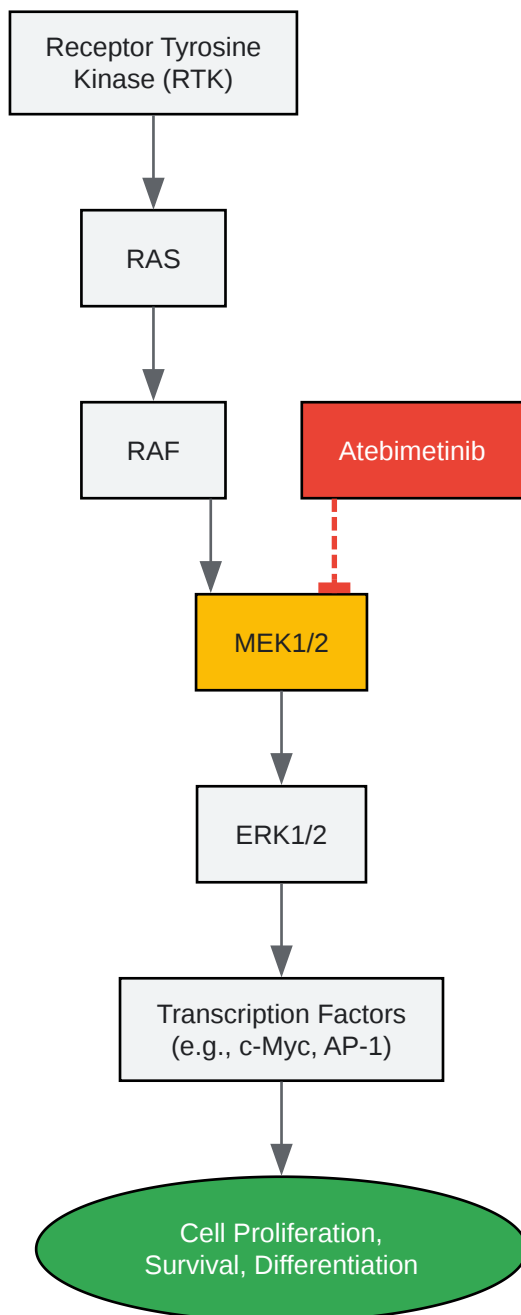 Receptor Tyrosine
Kinase (RTK)
RAS
RAF
Atebimetinib
MEK1/2
ERK1/2
Transcription Factors
(e.g., c-Myc, AP-1)
Cell Proliferation,
Survival, Differentiation